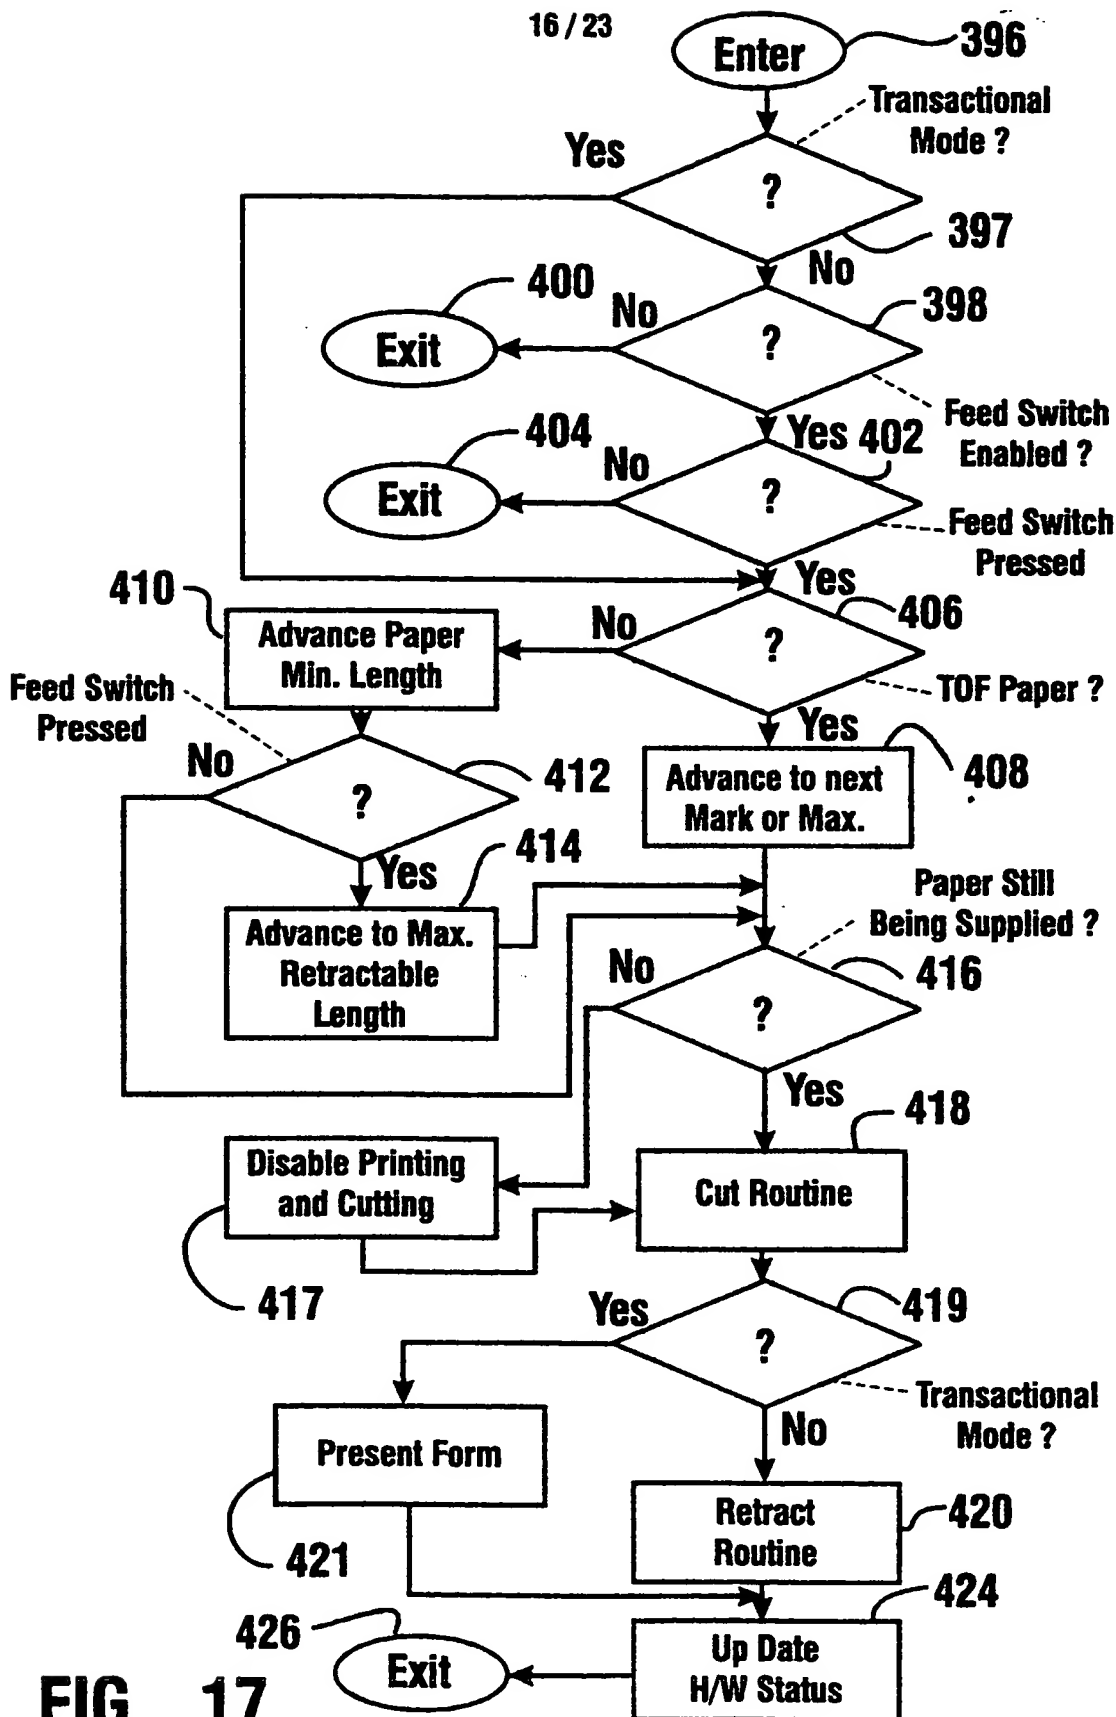 16 / 23
Enter
396
Transactional
Mode ?
Yes
?
397
No
400
398
No
Exit
?
Feed Switch
Enabled ?
404
Yes
402
No
Exit
?
Feed Switch
Pressed
Yes
410
406
Advance Paper
Min. Length
No
?
TOF Paper ?
Feed Switch
Pressed
Yes
No
412
?
Advance to next
Mark or Max.
408
Yes
414
Advance to Max.
Retractable
Length
Paper Still
Being Supplied ?
No
416
?
Yes
418
Disable Printing
and Cutting
Cut Routine
417
Yes
419
?
Transactional
Mode ?
No
Present Form
421
Retract
Routine
420
424
426
Exit
Up Date
H/W Status
FIG 17